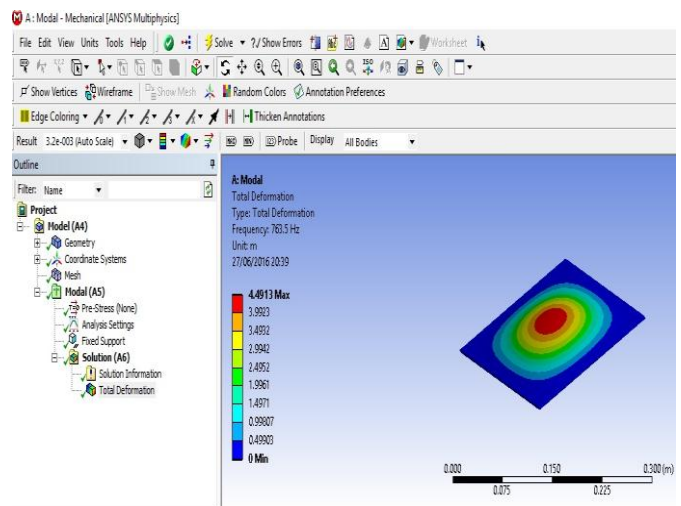 A : Modal - Mechanical [ANSYS Multiphysics]
File Edit View Units Tools Help Solve ?/ Show Errors A Worksheet
ISO
Show Vertices Wireframe Show Mesh Random Colors Annotation Preferences
Edge Coloring Thicken Annotations
Result 3.2e-003 (Auto Scale) MAX MIN Probe Display All Bodies
Outline
Filter: Name
Project
Model (A4)
Geometry
Coordinate Systems
Mesh
Modal (A5)
Pre-Stress (None)
Analysis Settings
Fixed Support
Solution (A6)
Solution Information
Total Deformation
A: Modal
Total Deformation
Type: Total Deformation
Frequency: 763.5 Hz
Unit: m
27/06/2016 20:39
4.4913 Max
3.9923
3.4932
2.9942
2.4952
1.9961
1.4971
0.99807
0.49903
0 Min
0.000 0.150 0.300 (m)
0.075 0.225